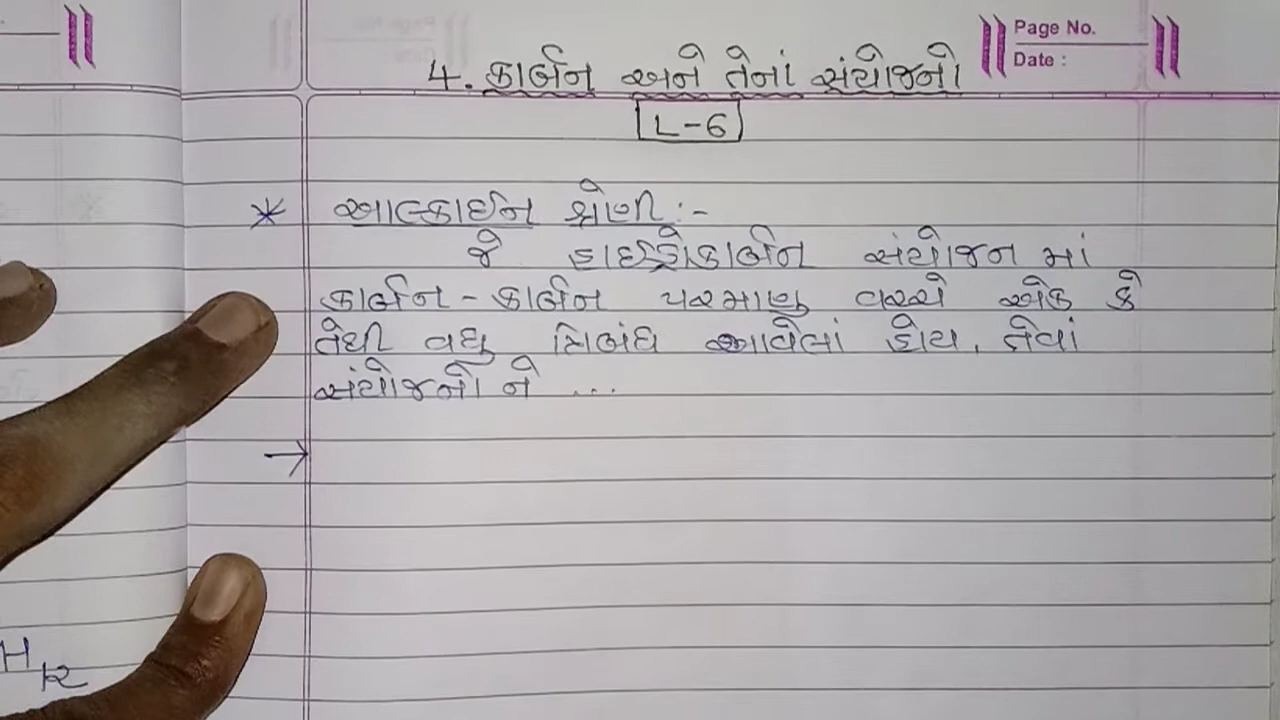 Page No.
Date :
4. કાર્બન અને તેનાં સંયોજનો
L-6
* આલ્કાઈન શ્રેણી :-
જે હાઈડ્રોકાર્બન સંયોજન માં
કાર્બન - કાર્બન પરમાણુ વચ્ચે એક કે
તેથી વધુ ત્રિબંધ આવેલાં હોય, તેવાં
સંયોજનો ને ...
→
H